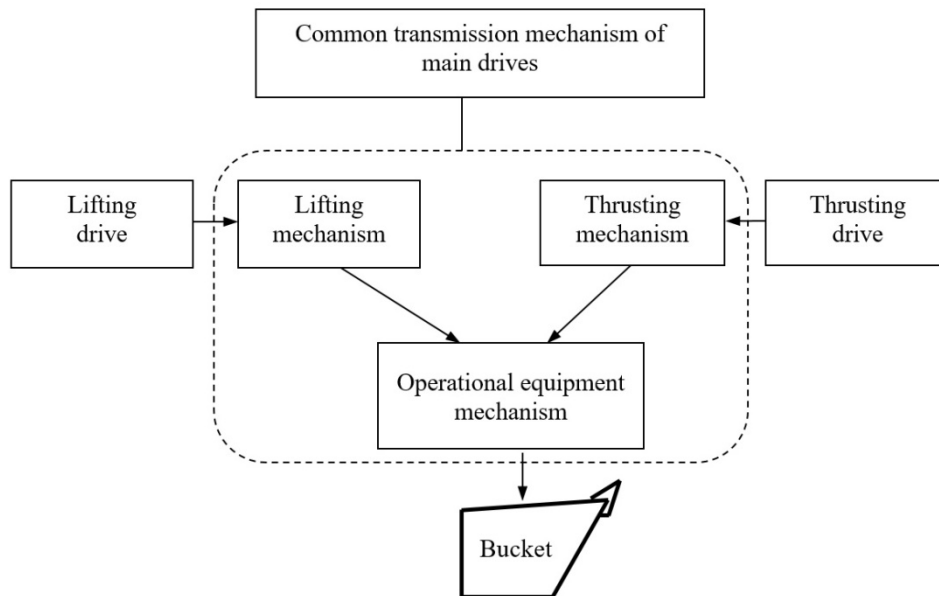 Common transmission mechanism of
main drives
Lifting
drive
Lifting
mechanism
Thrusting
mechanism
Thrusting
drive
Operational equipment
mechanism
Bucket